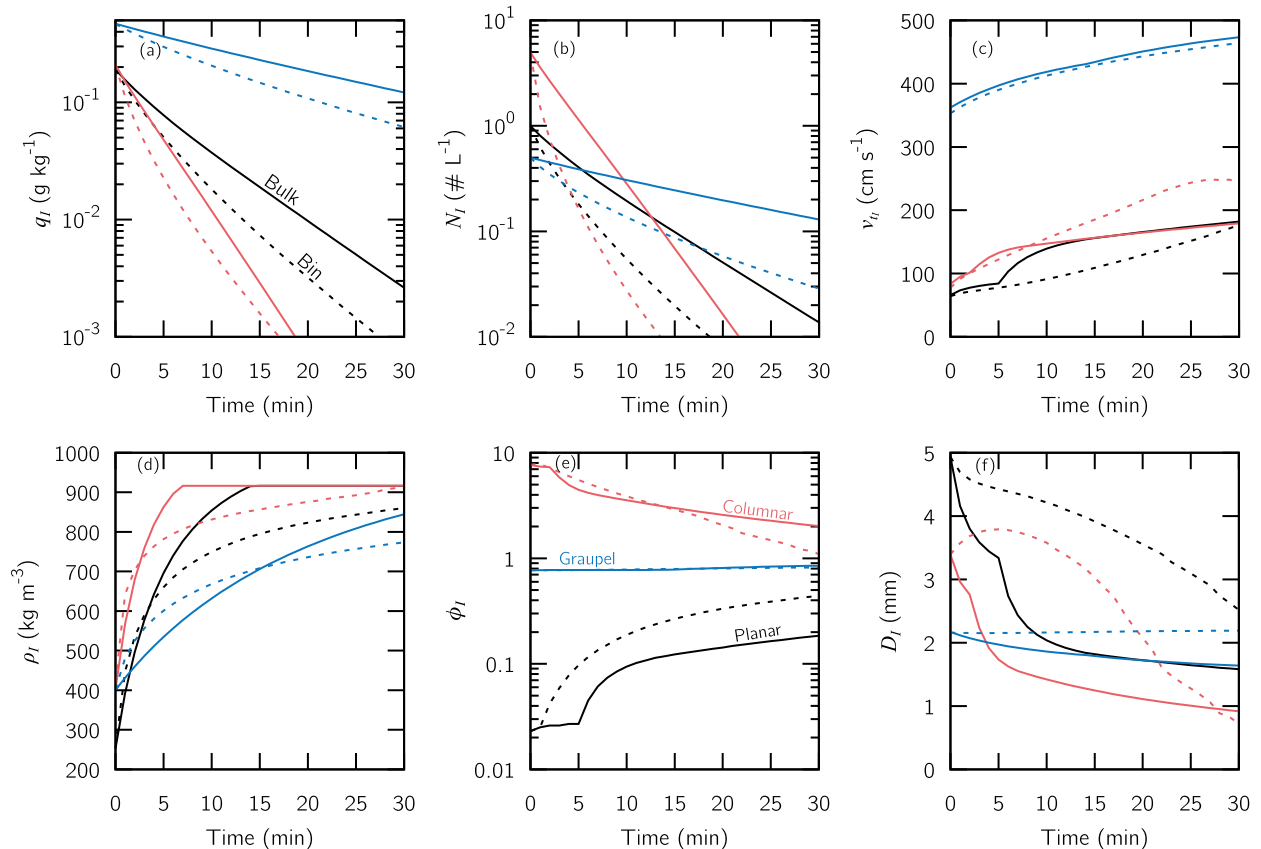 q_I (g kg^-1)
10^-1
10^-2
10^-3
(a)
Bulk
Bin
0 5 10 15 20 25 30
Time (min)
N_I (# L^-1)
10^1
10^0
10^-1
10^-2
(b)
0 5 10 15 20 25 30
Time (min)
v_{t_I} (cm s^-1)
500
400
300
200
100
0
(c)
0 5 10 15 20 25 30
Time (min)
ρ_I (kg m^-3)
1000
900
800
700
600
500
400
300
200
(d)
0 5 10 15 20 25 30
Time (min)
ϕ_I
10
1
0.1
0.01
(e)
Columnar
Graupel
Planar
0 5 10 15 20 25 30
Time (min)
D_I (mm)
5
4
3
2
1
0
(f)
0 5 10 15 20 25 30
Time (min)